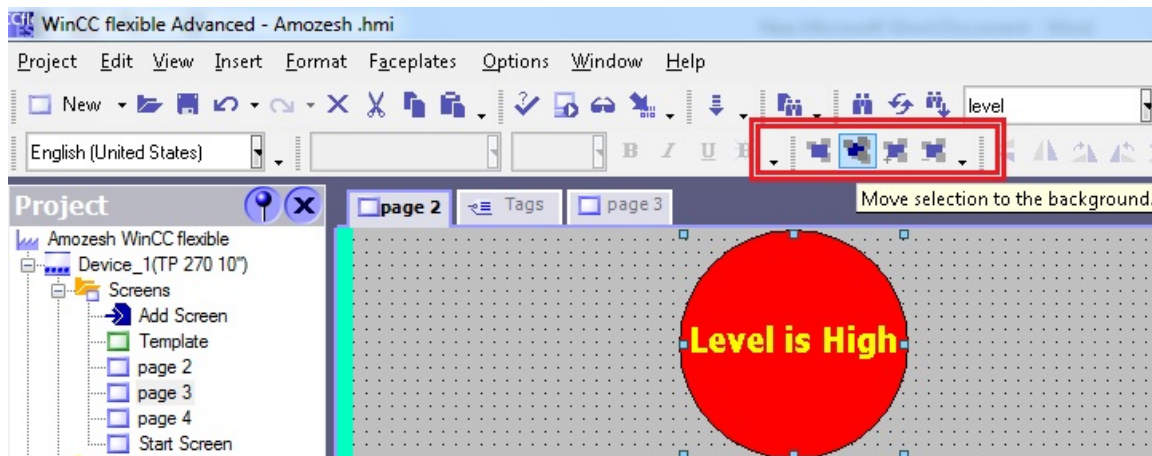 WinCC flexible Advanced - Amozesh .hmi
Project Edit View Insert Format Faceplates Options Window Help
New level
English (United States) B I U
Move selection to the background.
Project page 2 Tags page 3
Amozesh WinCC flexible
Device_1(TP 270 10")
Screens
Add Screen
Template
page 2
page 3
page 4
Start Screen
Level is High